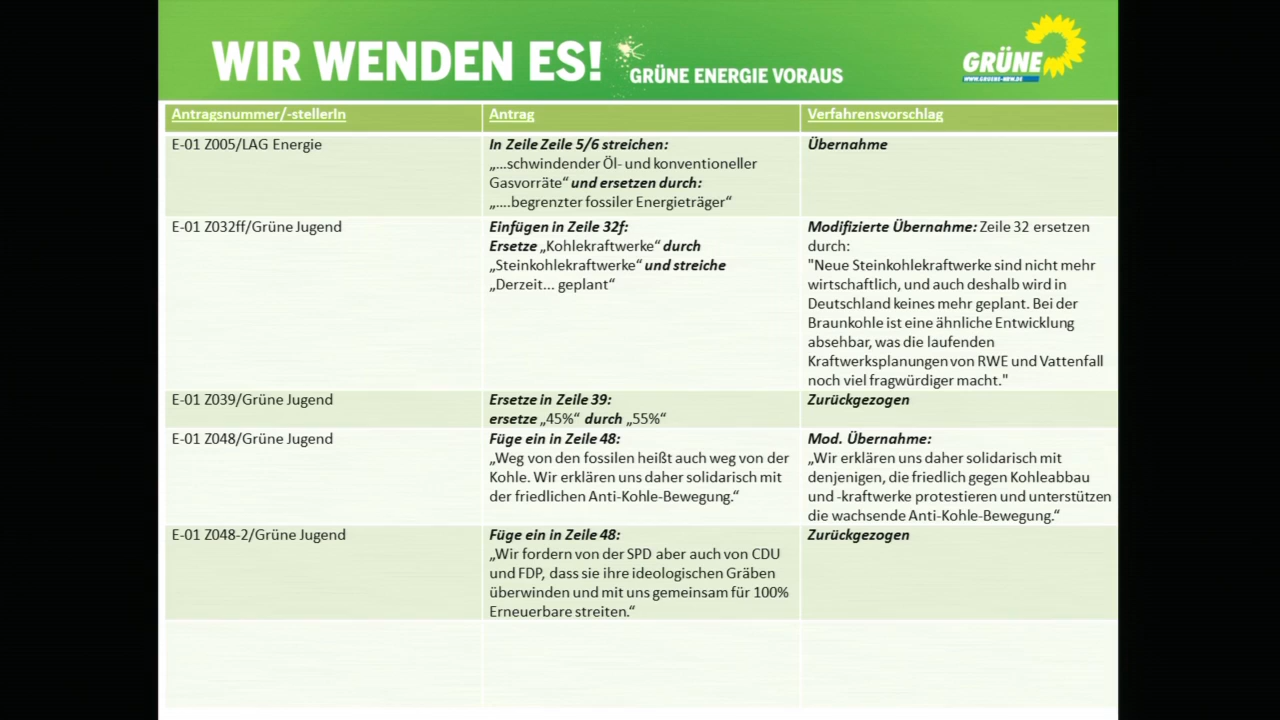 WIR WENDEN ES!
GRÜNE ENERGIE VORAUS
GRÜNE
WWW.GRUENE-NRW.DE
Antragsnummer/-stellerIn
Antrag
Verfahrensvorschlag
E-01 Z005/LAG Energie
In Zeile Zeile 5/6 streichen:
„...schwindender Öl- und konventioneller
Gasvorräte“ und ersetzen durch:
„....begrenzter fossiler Energieträger“
Übernahme
E-01 Z032ff/Grüne Jugend
Einfügen in Zeile 32f:
Ersetze „Kohlekraftwerke“ durch
„Steinkohlekraftwerke“ und streiche
„Derzeit... geplant“
Modifizierte Übernahme: Zeile 32 ersetzen
durch:
"Neue Steinkohlekraftwerke sind nicht mehr
wirtschaftlich, und auch deshalb wird in
Deutschland keines mehr geplant. Bei der
Braunkohle ist eine ähnliche Entwicklung
absehbar, was die laufenden
Kraftwerksplanungen von RWE und Vattenfall
noch viel fragwürdiger macht."
E-01 Z039/Grüne Jugend
Ersetze in Zeile 39:
ersetze „45%“ durch „55%“
Zurückgezogen
E-01 Z048/Grüne Jugend
Füge ein in Zeile 48:
„Weg von den fossilen heißt auch weg von der
Kohle. Wir erklären uns daher solidarisch mit
der friedlichen Anti-Kohle-Bewegung.“
Mod. Übernahme:
„Wir erklären uns daher solidarisch mit
denjenigen, die friedlich gegen Kohleabbau
und -kraftwerke protestieren und unterstützen
die wachsende Anti-Kohle-Bewegung.“
E-01 Z048-2/Grüne Jugend
Füge ein in Zeile 48:
„Wir fordern von der SPD aber auch von CDU
und FDP, dass sie ihre ideologischen Gräben
überwinden und mit uns gemeinsam für 100%
Erneuerbare streiten.“
Zurückgezogen